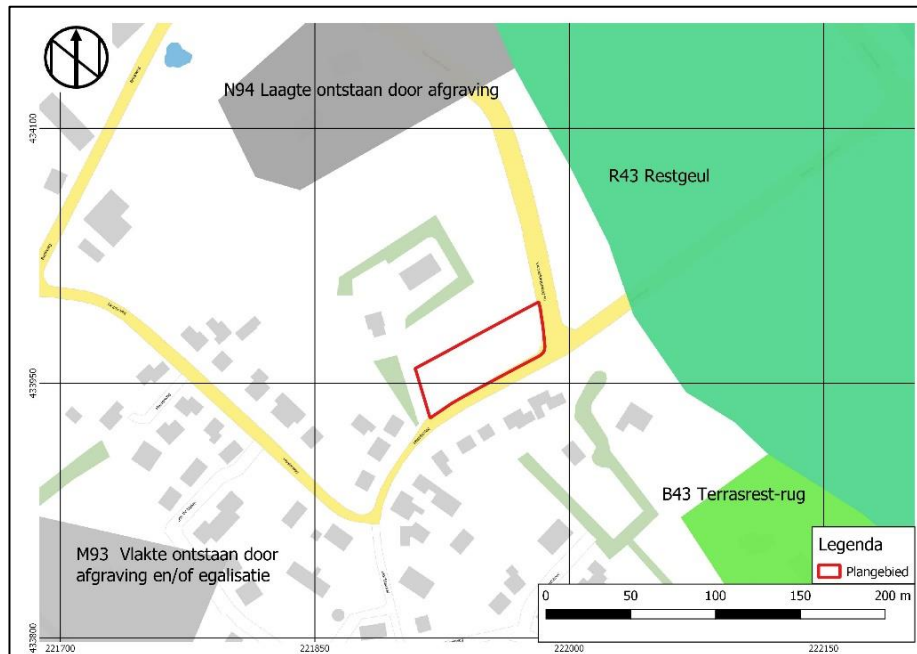 N94 Laagte ontstaan door afgraving
434100
R43 Restgeul
433950
B43 Terrasrest-rug
M93 Vlakte ontstaan door
afgraving en/of egalisatie
Legenda
Plangebied
0 50 100 150 200 m
433800
221700 221850 222000 222150